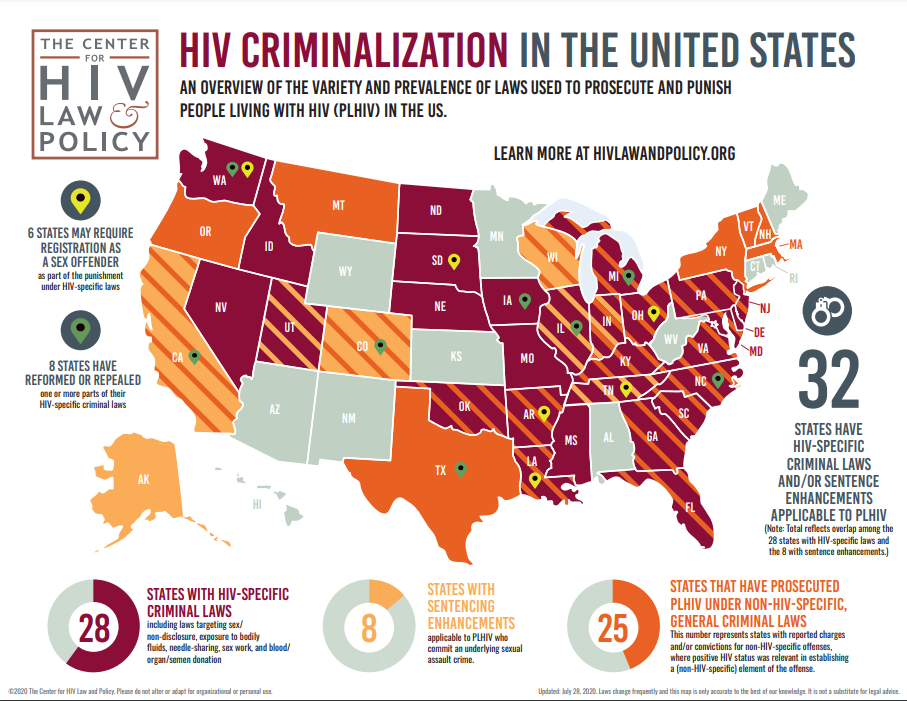 THE CENTER
FOR
HIV
LAW &
POLICY
HIV CRIMINALIZATION IN THE UNITED STATES
AN OVERVIEW OF THE VARIETY AND PREVALENCE OF LAWS USED TO PROSECUTE AND PUNISH
PEOPLE LIVING WITH HIV (PLHIV) IN THE US.
LEARN MORE AT HIVLAWANDPOLICY.ORG
6 STATES MAY REQUIRE
REGISTRATION AS
A SEX OFFENDER
as part of the punishment
under HIV-specific laws
8 STATES HAVE
REFORMED OR REPEALED
one or more parts of their
HIV-specific criminal laws
WA
OR
CA
MT
ID
NV
WY
UT
CO
AZ
NM
ND
SD
NE
KS
OK
TX
MN
IA
MO
AR
LA
WI
IL
MI
IN
OH
KY
TN
MS
AL
GA
FL
SC
NC
VA
WV
PA
NY
VT
NH
ME
MA
CT
RI
NJ
DE
MD
AK
HI
32
STATES HAVE
HIV-SPECIFIC
CRIMINAL LAWS
AND/OR SENTENCE
ENHANCEMENTS
APPLICABLE TO PLHIV
(Note: Total reflects overlap among the
28 states with HIV-specific laws and
the 8 with sentence enhancements.)
28
STATES WITH HIV-SPECIFIC
CRIMINAL LAWS
including laws targeting sex/
non-disclosure, exposure to bodily
fluids, needle-sharing, sex work, and blood/
organ/semen donation
8
STATES WITH
SENTENCING
ENHANCEMENTS
applicable to PLHIV who
commit an underlying sexual
assault crime.
25
STATES THAT HAVE PROSECUTED
PLHIV UNDER NON-HIV-SPECIFIC,
GENERAL CRIMINAL LAWS
This number represents states with reported charges
and/or convictions for non-HIV-specific offenses,
where positive HIV status was relevant in establishing
a (non-HIV-specific) element of the offense.
©2020 The Center for HIV Law and Policy. Please do not alter or adapt for organizational or personal use.
Updated: July 28, 2020. Laws change frequently and this map is only accurate to the best of our knowledge. It is not a substitute for legal advice.